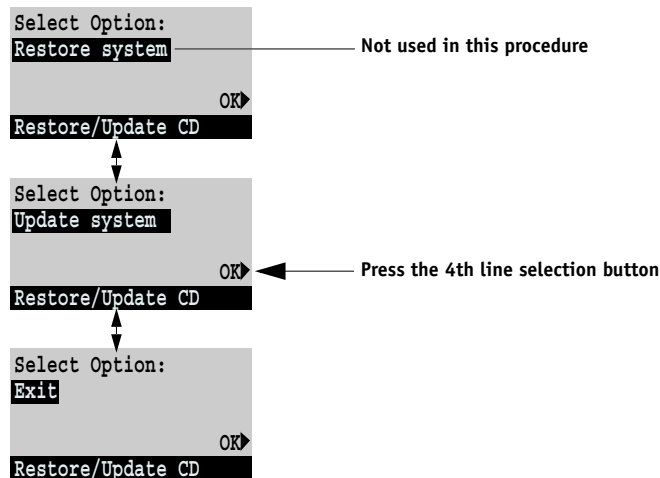 Select Option:
Restore system
Not used in this procedure
OK
Restore/Update CD
Select Option:
Update system
OK
Press the 4th line selection button
Restore/Update CD
Select Option:
Exit
OK
Restore/Update CD